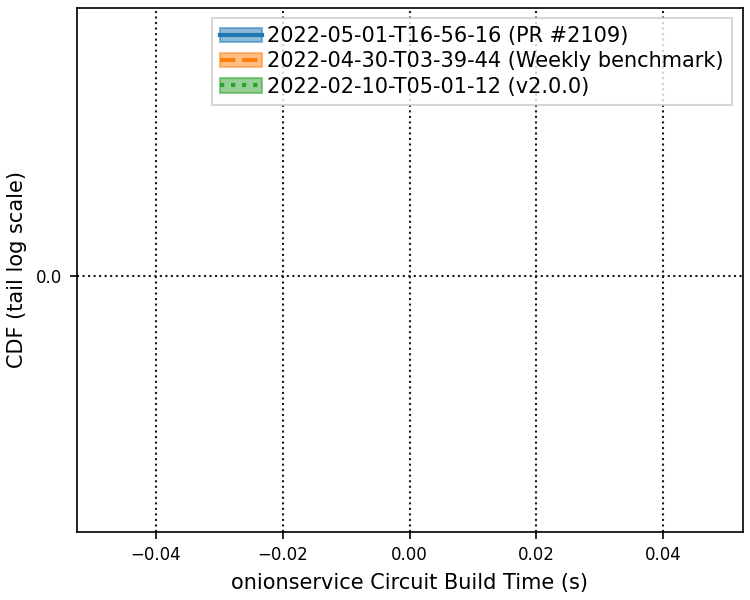 2022-05-01-T16-56-16 (PR #2109)
2022-04-30-T03-39-44 (Weekly benchmark)
2022-02-10-T05-01-12 (v2.0.0)
CDF (tail log scale)
0.0
−0.04 −0.02 0.00 0.02 0.04
onionservice Circuit Build Time (s)